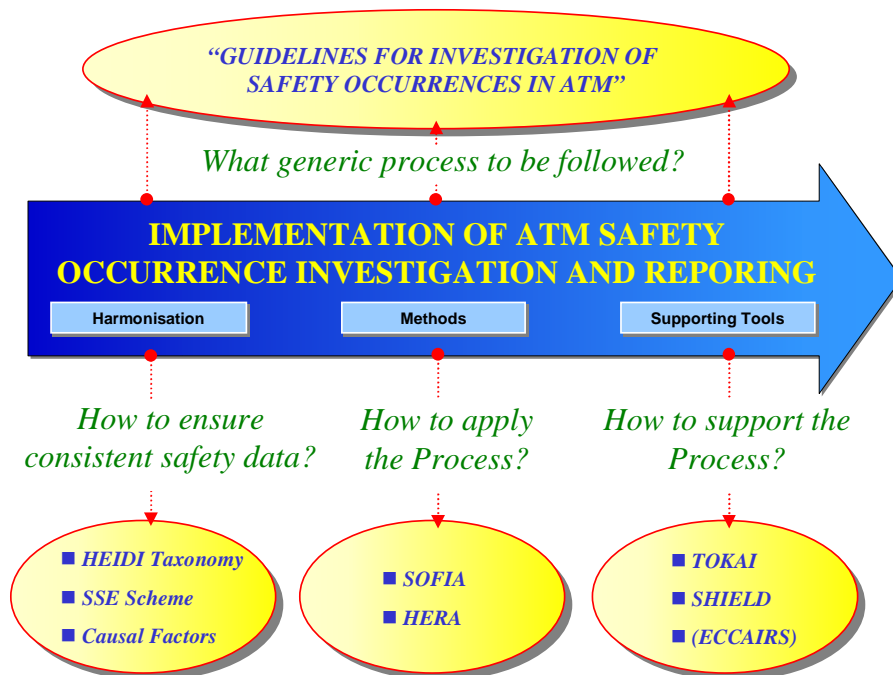 “GUIDELINES FOR INVESTIGATION OF
SAFETY OCCURRENCES IN ATM”
What generic process to be followed?
IMPLEMENTATION OF ATM SAFETY
OCCURRENCE INVESTIGATION AND REPORING
Harmonisation
Methods
Supporting Tools
How to ensure
consistent safety data?
How to apply
the Process?
How to support the
Process?
HEIDI Taxonomy
SSE Scheme
Causal Factors
SOFIA
HERA
TOKAI
SHIELD
(ECCAIRS)